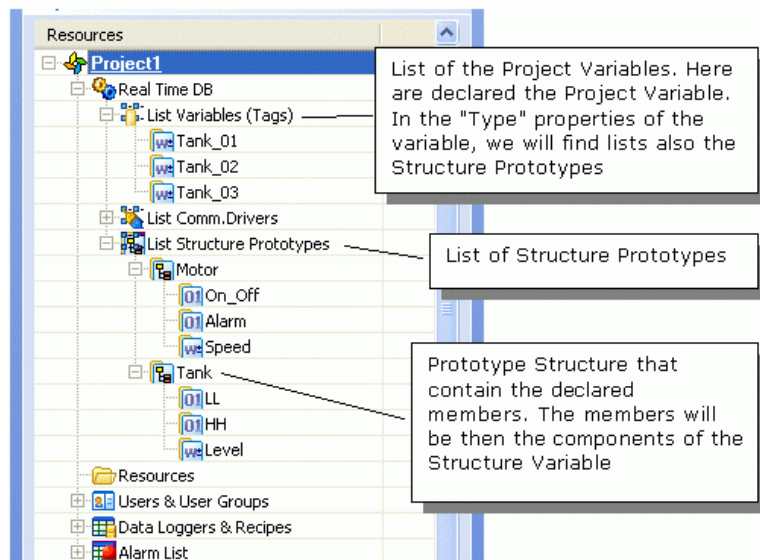 Resources
Project1
Real Time DB
List Variables (Tags)
Tank_01
Tank_02
Tank_03
List Comm.Drivers
List Structure Prototypes
Motor
On_Off
Alarm
Speed
Tank
LL
HH
Level
Resources
Users & User Groups
Data Loggers & Recipes
Alarm List
List of the Project Variables. Here
are declared the Project Variable.
In the "Type" properties of the
variable, we will find lists also the
Structure Prototypes
List of Structure Prototypes
Prototype Structure that
contain the declared
members. The members will
be then the components of the
Structure Variable